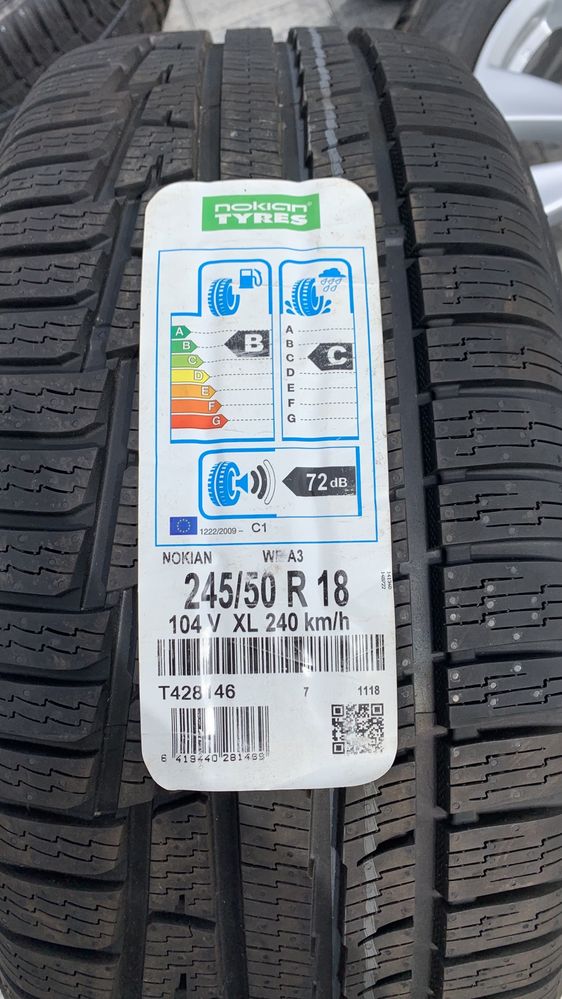 nokian
TYRES
A
B
C
D
E
F
G
B
A
B
C
D
E
F
G
C
72 dB
1222/2009 – C1
NOKIAN WR A3
245/50 R 18
104 V XL 240 km/h
T428146 7 1118
6 419440 281469